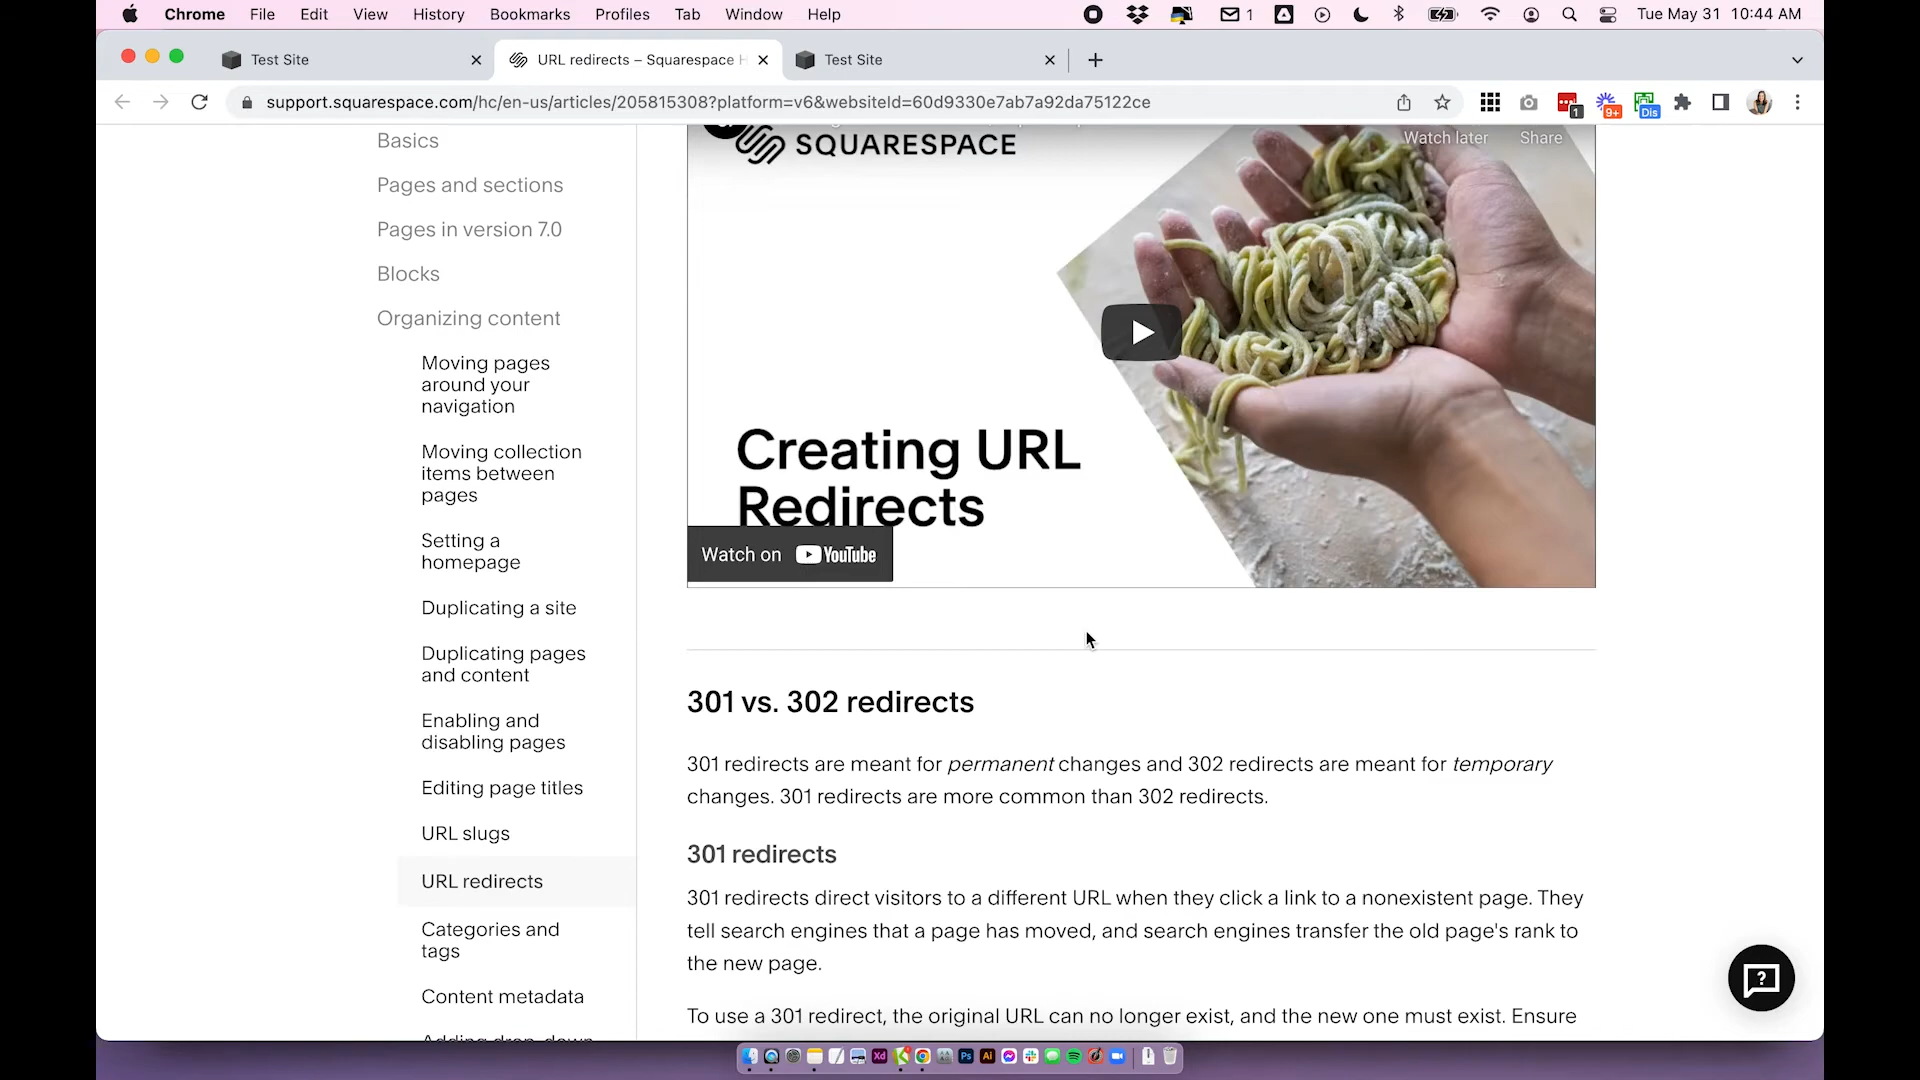 Chrome File Edit View History Bookmarks Profiles Tab Window Help 1 Tue May 31 10:44 AM
Test Site
URL redirects – Squarespace H
Test Site
support.squarespace.com/hc/en-us/articles/205815308?platform=v6&websiteId=60d9330e7ab7a92da75122ce
1
9+
Dis
Basics
Pages and sections
Pages in version 7.0
Blocks
Organizing content
Moving pages
around your
navigation
Moving collection
items between
pages
Setting a
homepage
Duplicating a site
Duplicating pages
and content
Enabling and
disabling pages
Editing page titles
URL slugs
URL redirects
Categories and
tags
Content metadata
SQUARESPACE
Watch later
Share
Creating URL
Redirects
Watch on YouTube
301 vs. 302 redirects
301 redirects are meant for permanent changes and 302 redirects are meant for temporary
changes. 301 redirects are more common than 302 redirects.
301 redirects
301 redirects direct visitors to a different URL when they click a link to a nonexistent page. They
tell search engines that a page has moved, and search engines transfer the old page's rank to
the new page.
To use a 301 redirect, the original URL can no longer exist, and the new one must exist. Ensure
Xd
Ps
Ai